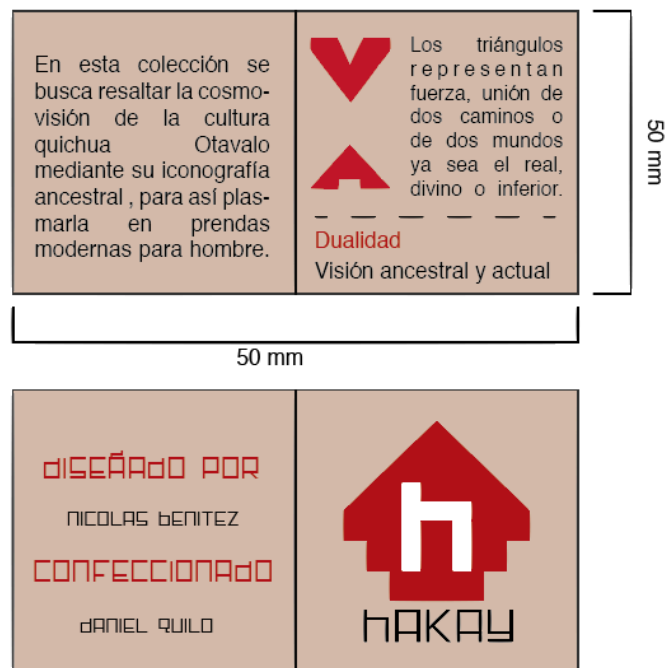 En esta colección se
busca resaltar la cosmo-
visión de la cultura
quichua Otavalo
mediante su iconografía
ancestral , para así plas-
marla en prendas
modernas para hombre.
Los triángulos
representan
fuerza, unión de
dos caminos o
de dos mundos
ya sea el real,
divino o inferior.
Dualidad
Visión ancestral y actual
50 mm
50 mm
dISEÑAdO POR
NICOLAS bENITEZ
CONFECCIONAdO
dANIEL QUILO
h
hAKAY